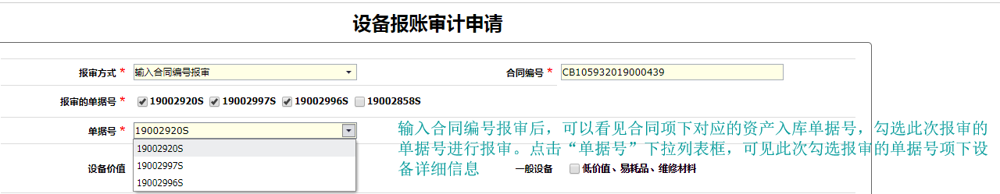 设备报账审计申请
报审方式 * 输入合同编号报审 合同编号 * CB105932019000439
报审的单据号 * 19002920S 19002997S 19002996S 19002858S
单据号 * 19002920S
19002920S
19002997S
19002996S
输入合同编号报审后，可以看见合同项下对应的资产入库单据号，勾选此次报审的
单据号进行报审。点击“单据号”下拉列表框，可见此次勾选报审的单据号项下设
备详细信息
设备价值 一般设备 低价值、易耗品、维修材料